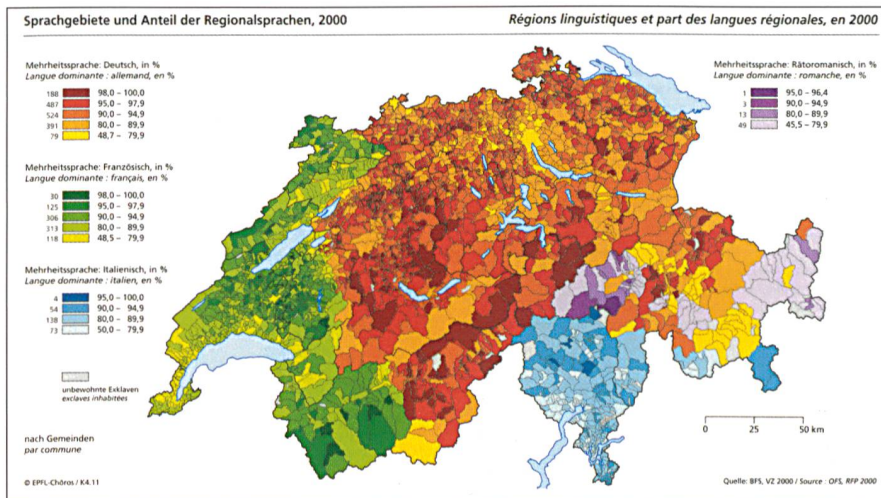 Sprachgebiete und Anteil der Regionalsprachen, 2000
Régions linguistiques et part des langues régionales, en 2000
Mehrheitssprache: Deutsch, in %
Langue dominante : allemand, en %
188 98,0 – 100,0
487 95,0 – 97,9
524 90,0 – 94,9
391 80,0 – 89,9
79 48,7 – 79,9
Mehrheitssprache: Französisch, in %
Langue dominante : français, en %
30 98,0 – 100,0
125 95,0 – 97,9
306 90,0 – 94,9
313 80,0 – 89,9
118 48,5 – 79,9
Mehrheitssprache: Italienisch, in %
Langue dominante : italien, en %
4 95,0 – 100,0
54 90,0 – 94,9
138 80,0 – 89,9
73 50,0 – 79,9
unbewohnte Exklaven
exclaves inhabitées
nach Gemeinden
par commune
© EPFL-Chôros / K4.11
Mehrheitssprache: Rätoromanisch, in %
Langue dominante : romanche, en %
1 95,0 – 96,4
3 90,0 – 94,9
13 80,0 – 89,9
49 45,5 – 79,9
0 25 50 km
Quelle: BFS, VZ 2000 / Source : OFS, RFP 2000